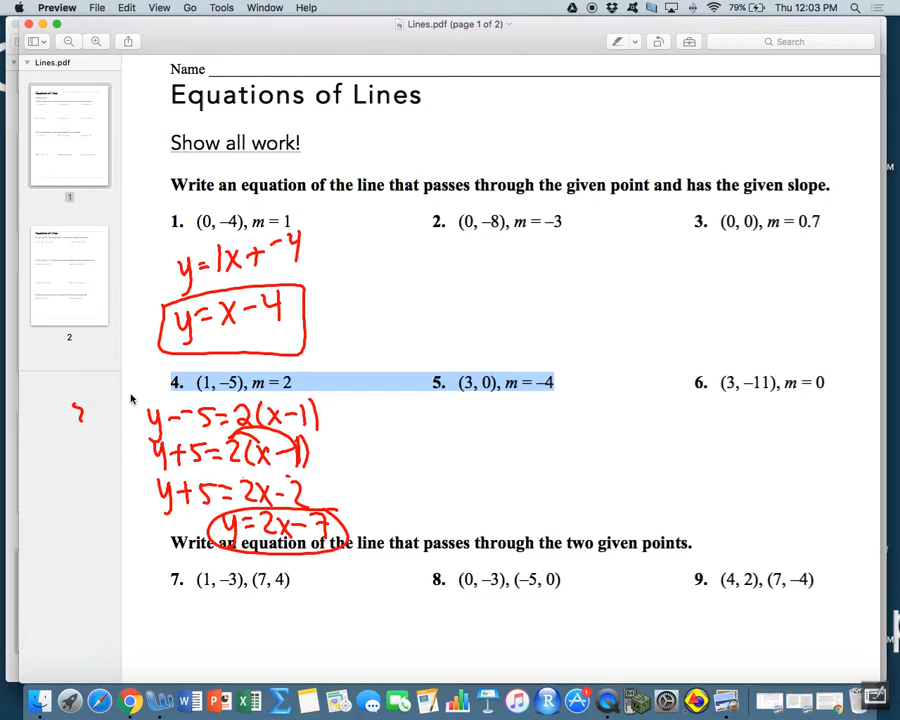 Preview File Edit View Go Tools Bookmarks Window Help 79% Thu 12:03 PM
Lines.pdf (page 1 of 2)
Search
Lines.pdf
1
2
Name
Equations of Lines
Show all work!
Write an equation of the line that passes through the given point and has the given slope.
1. (0, –4), m = 1 2. (0, –8), m = –3 3. (0, 0), m = 0.7
y=1x+-4
y=x-4
4. (1, –5), m = 2 5. (3, 0), m = –4 6. (3, –11), m = 0
y--5=2(x-1)
y+5=2(x-1)
y+5=2x-2
y=2x-7
Write an equation of the line that passes through the two given points.
7. (1, –3), (7, 4) 8. (0, –3), (–5, 0) 9. (4, 2), (7, –4)